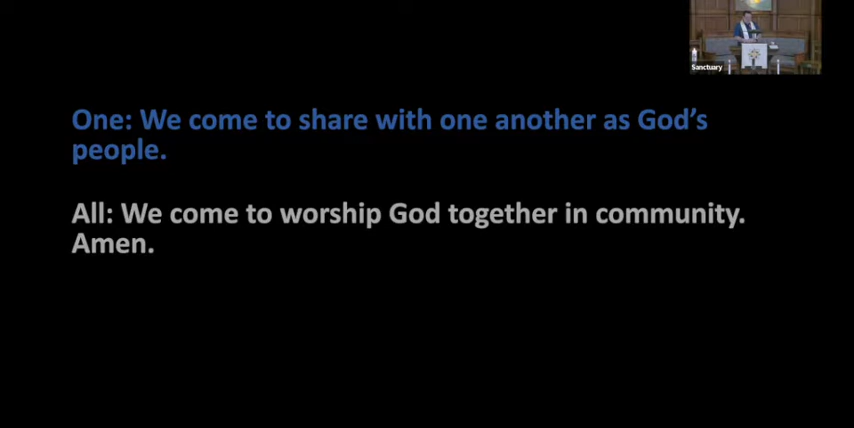 Sanctuary
One: We come to share with one another as God's
people.
All: We come to worship God together in community.
Amen.